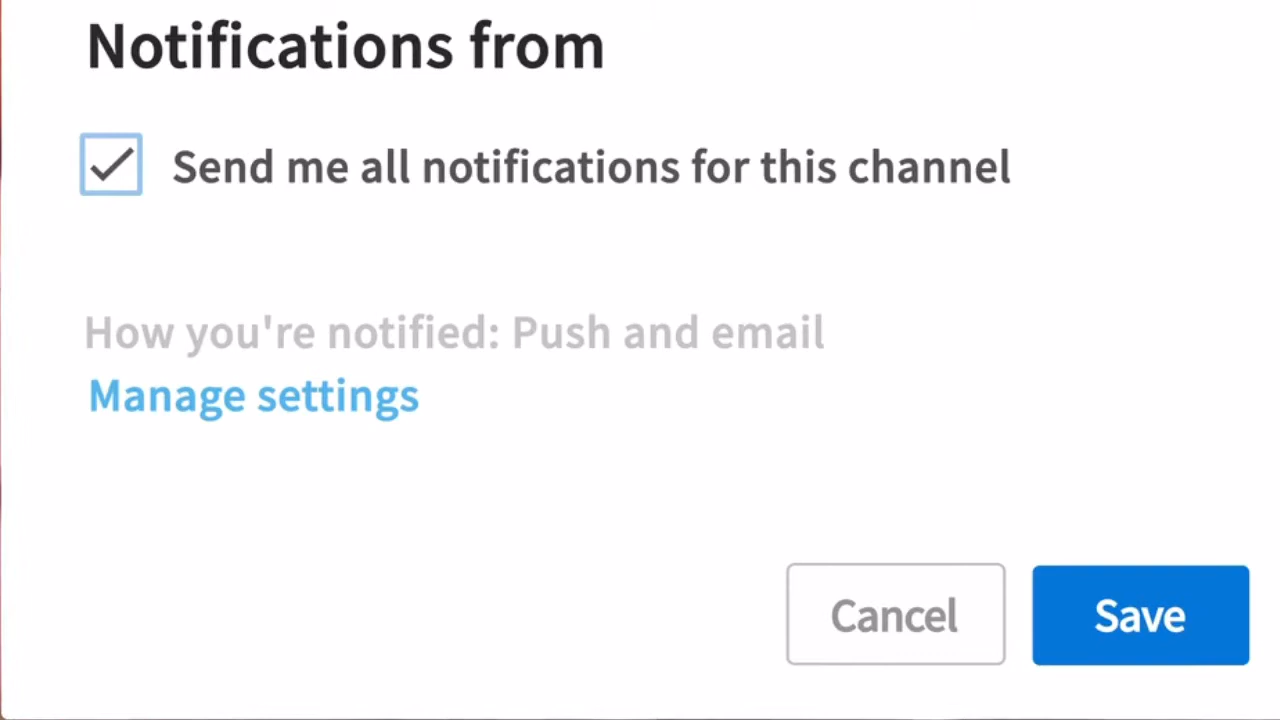 Notifications from
Send me all notifications for this channel
How you're notified: Push and email
Manage settings
Cancel
Save